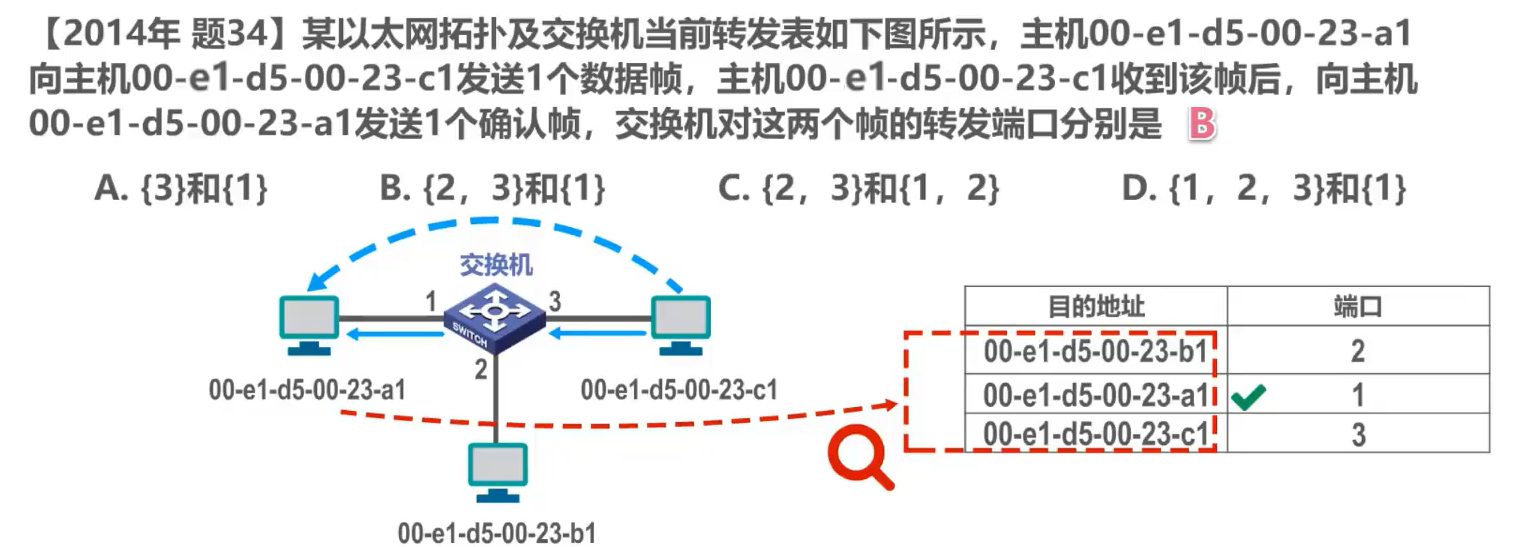 【2014年 题34】某以太网拓扑及交换机当前转发表如下图所示，主机00-e1-d5-00-23-a1
向主机00-e1-d5-00-23-c1发送1个数据帧，主机00-e1-d5-00-23-c1收到该帧后，向主机
00-e1-d5-00-23-a1发送1个确认帧，交换机对这两个帧的转发端口分别是 B
A. {3}和{1} B. {2，3}和{1} C. {2，3}和{1，2} D. {1，2，3}和{1}
交换机
1 3
SWITCH
2
00-e1-d5-00-23-a1 00-e1-d5-00-23-c1
00-e1-d5-00-23-b1
目的地址 端口
00-e1-d5-00-23-b1 2
00-e1-d5-00-23-a1 1
00-e1-d5-00-23-c1 3